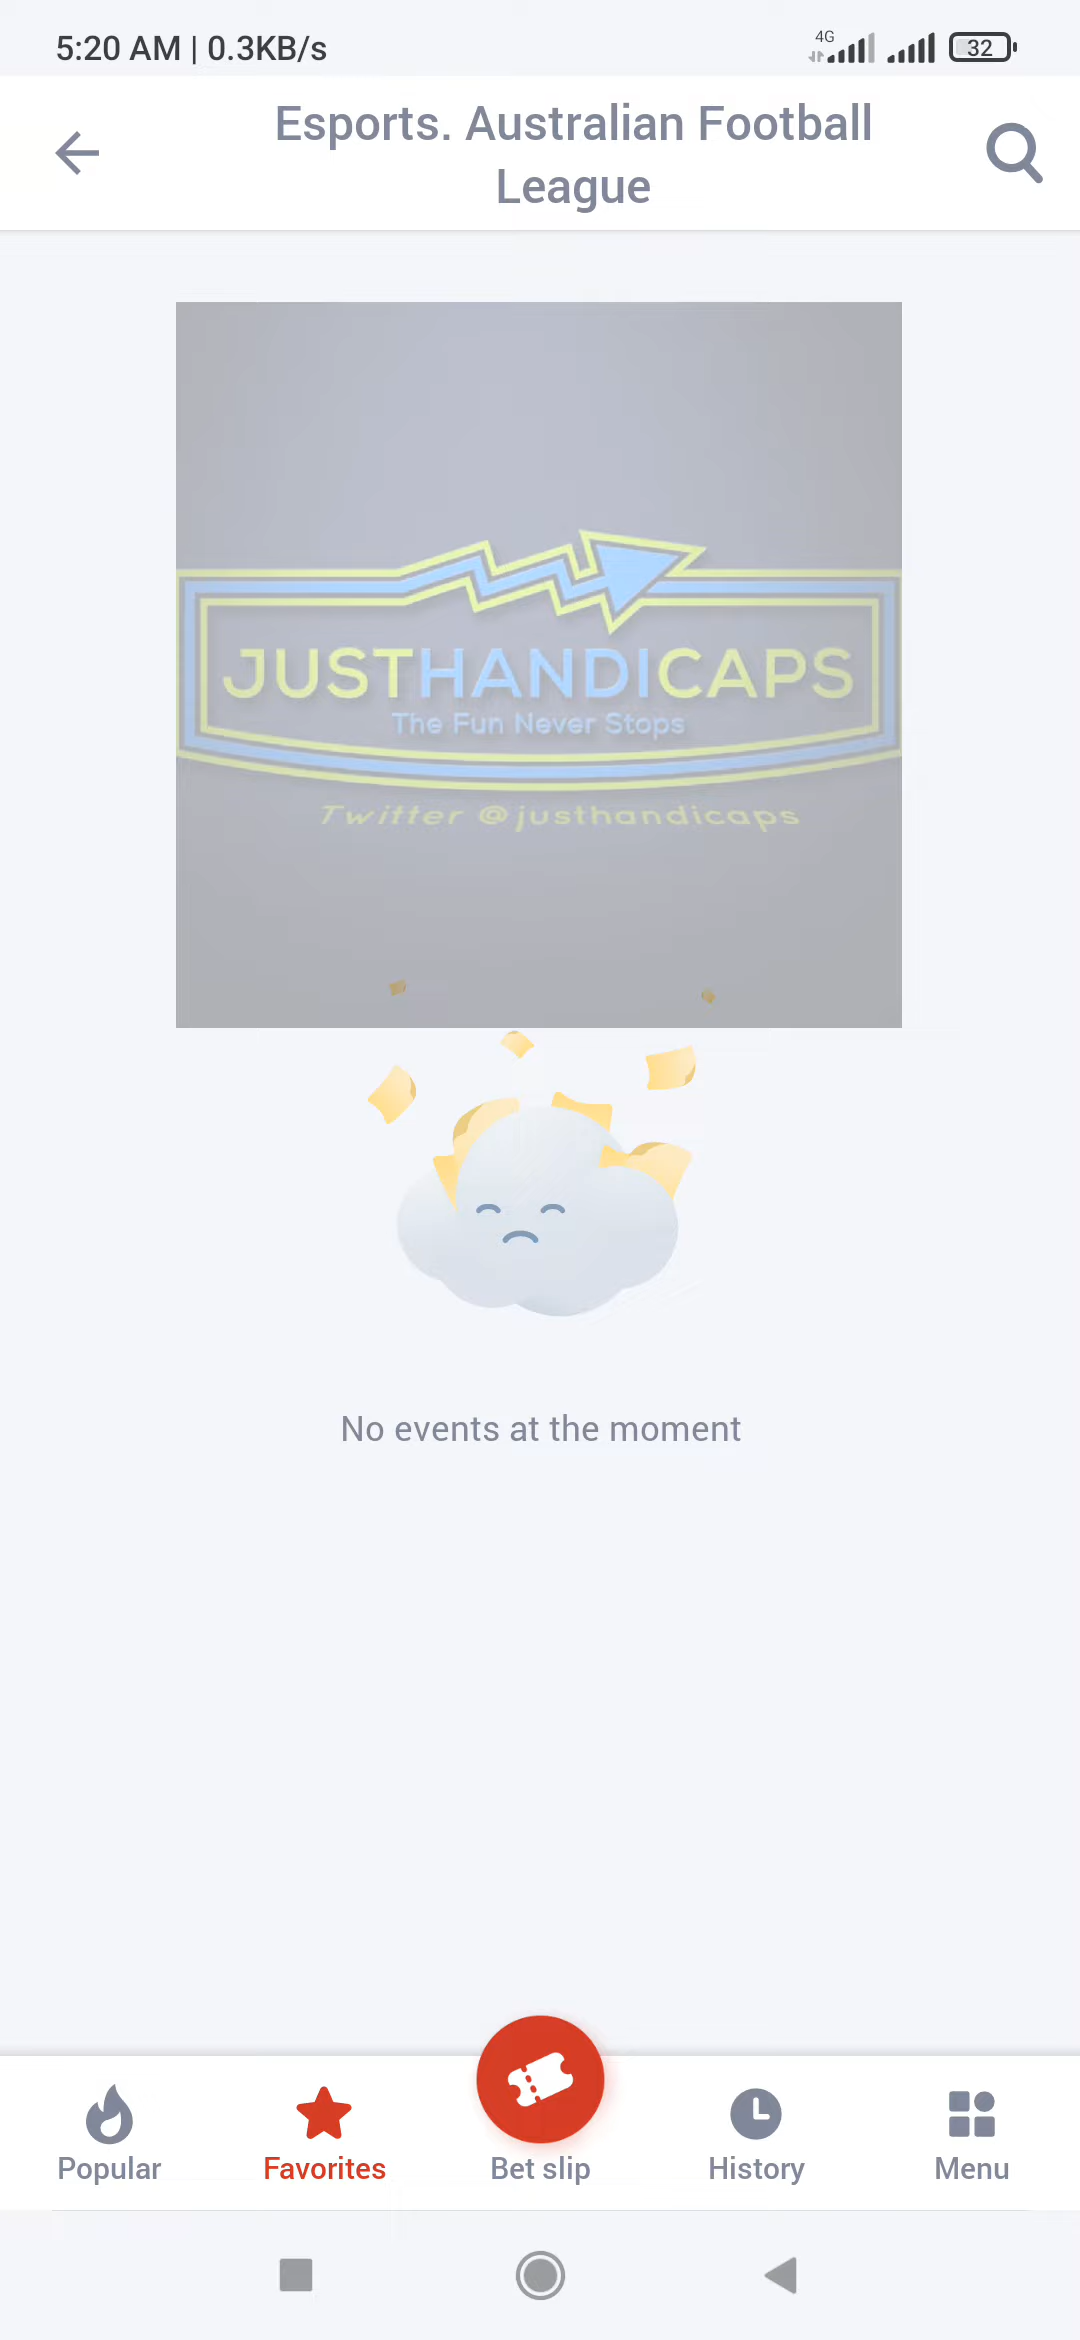 5:20 AM | 0.3KB/s
4G
32
Esports. Australian Football
League
JUSTHANDICAPS
The Fun Never Stops
Twitter @justhandicaps
No events at the moment
Popular
Favorites
Bet slip
History
Menu